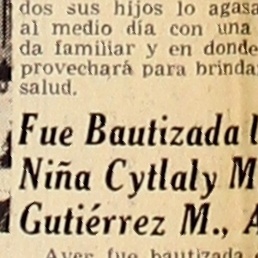 dos sus hijos lo agasa
al medio día con una
da familiar y en donde
provechará para brinda
salud.
Fue Bautizada l
Niña Cytlaly M
Gutiérrez M., A
Ayer fue bautizada